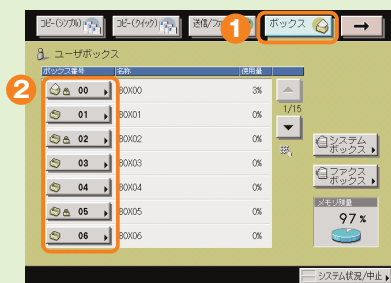 コピー(シンプル)
コピー(クイック)
送信/ファ
1
ボックス
ユーザボックス
ボックス番号
名称
使用量
2
00
BOX00
3%
01
BOX01
0%
1/15
02
BOX02
0%
システム
ボックス
03
BOX03
0%
ファクス
ボックス
04
BOX04
0%
05
BOX05
0%
メモリ残量
97%
06
BOX06
0%
システム状況/中止